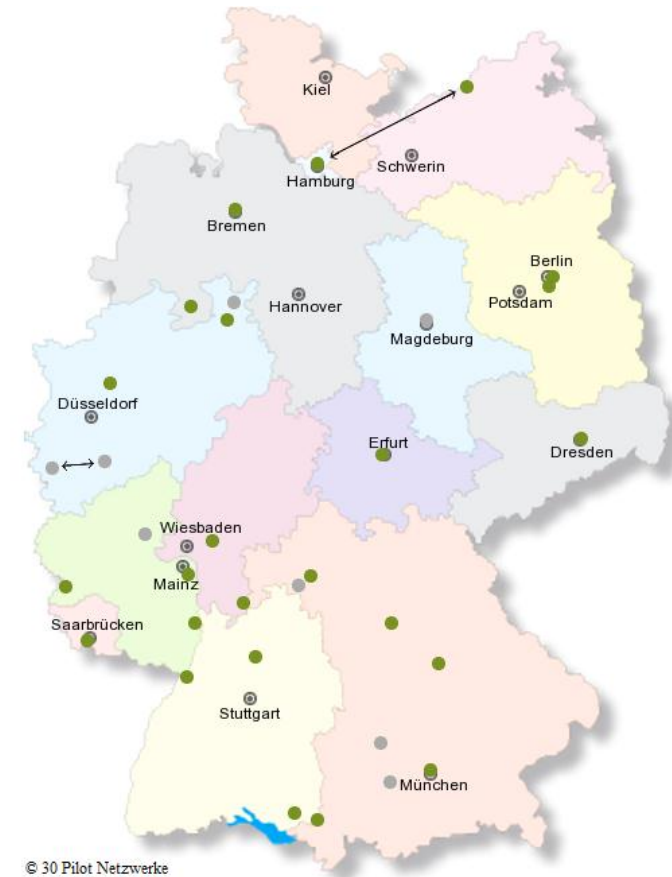 Kiel
Schwerin
Hamburg
Bremen
Berlin
Potsdam
Hannover
Magdeburg
Düsseldorf
Erfurt
Dresden
Wiesbaden
Mainz
Saarbrücken
Stuttgart
München
© 30 Pilot Netzwerke